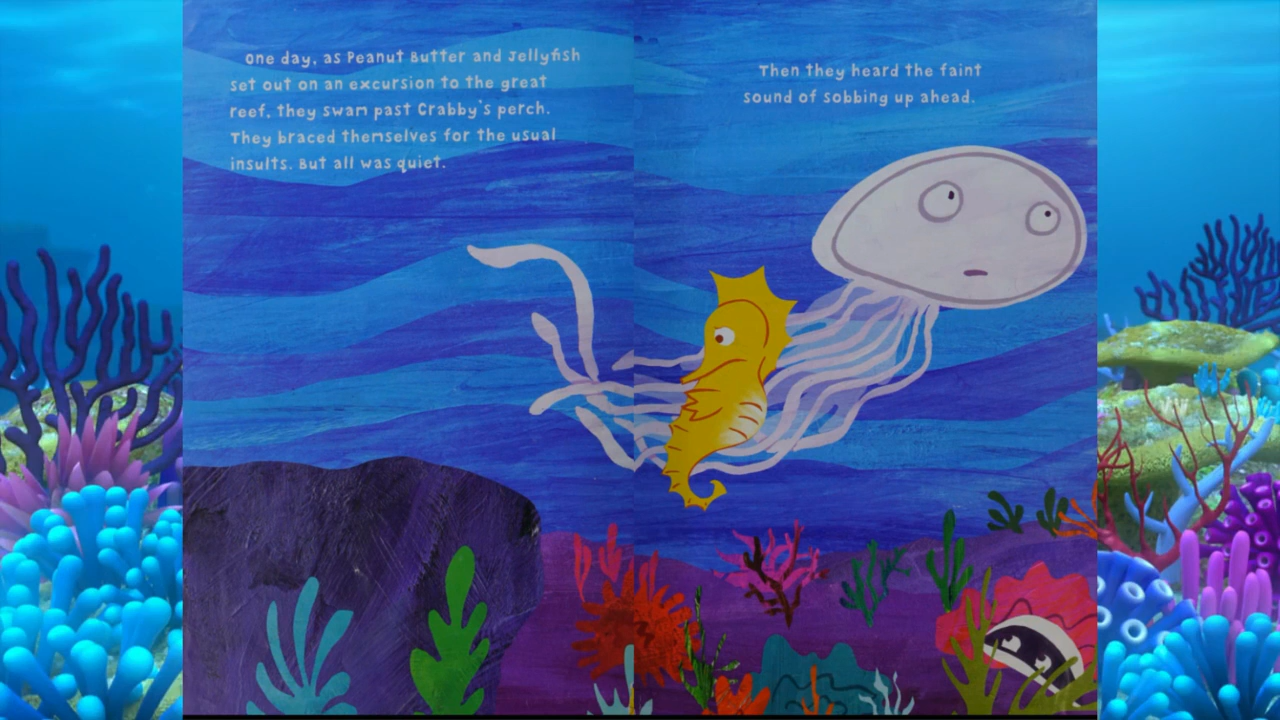 One day, as Peanut Butter and Jellyfish
set out on an excursion to the great
reef, they swam past Crabby's perch.
They braced themselves for the usual
insults. But all was quiet.
Then they heard the faint
sound of sobbing up ahead.